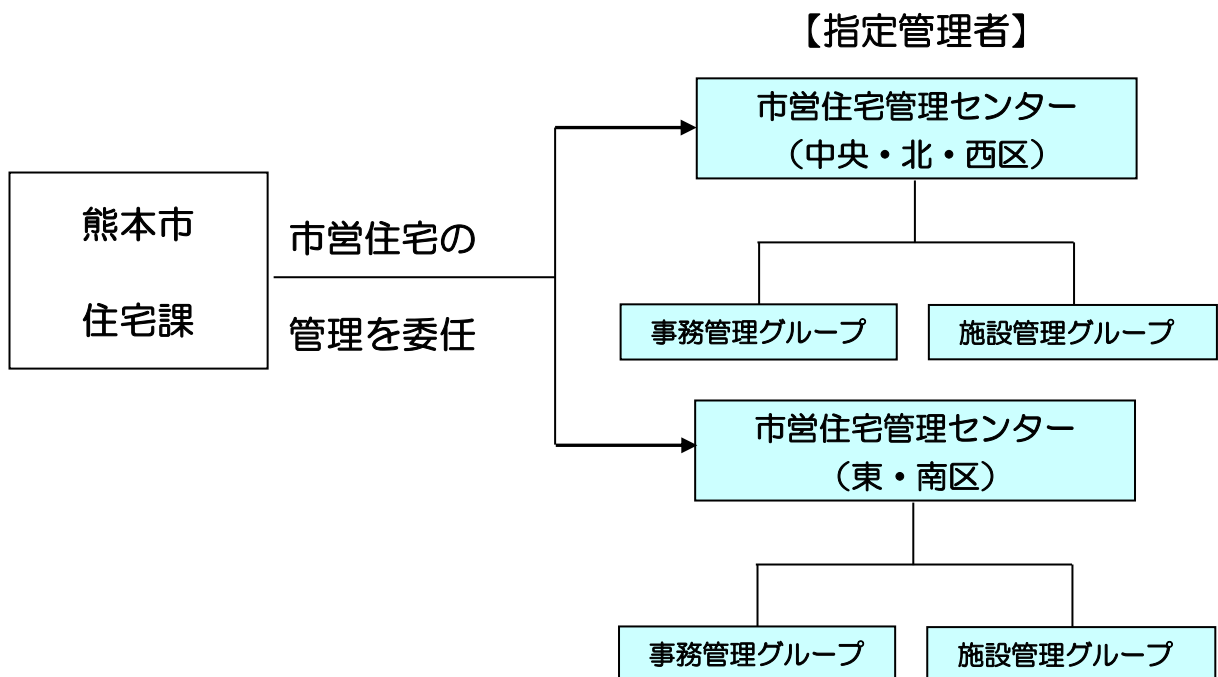 【指定管理者】
市営住宅管理センター
（中央・北・西区）
熊本市
住宅課
市営住宅の
管理を委任
事務管理グループ
施設管理グループ
市営住宅管理センター
（東・南区）
事務管理グループ
施設管理グループ